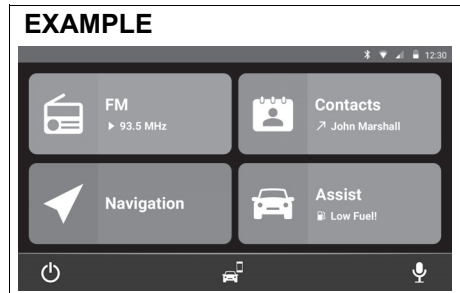 EXAMPLE
12:30
FM
93.5 MHz
Contacts
John Marshall
Navigation
Assist
Low Fuel!